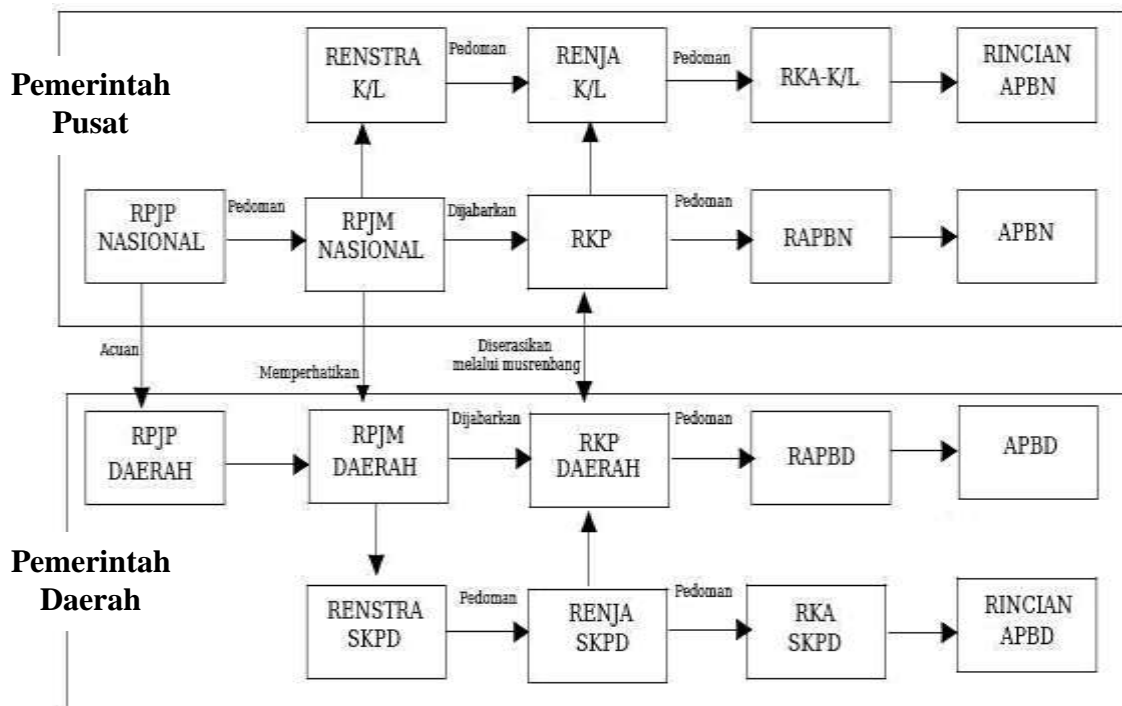 Pemerintah
Pusat
RENSTRA
K/L
Pedoman
RENJA
K/L
Pedoman
RKA-K/L
RINCIAN
APBN
RPJP
NASIONAL
Pedoman
RPJM
NASIONAL
Dijabarkan
RKP
Pedoman
RAPBN
APBN
Acuan
Memperhatikan
Diserasikan
melalui musrenbang
RPJP
DAERAH
RPJM
DAERAH
Dijabarkan
RKP
DAERAH
Pedoman
RAPBD
APBD
Pemerintah
Daerah
RENSTRA
SKPD
Pedoman
RENJA
SKPD
Pedoman
RKA
SKPD
RINCIAN
APBD